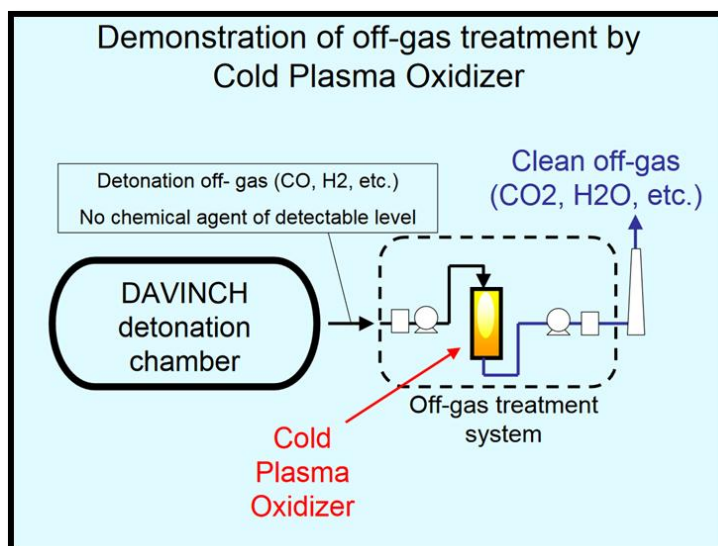 Demonstration of off-gas treatment by
Cold Plasma Oxidizer
Detonation off- gas (CO, H2, etc.)
No chemical agent of detectable level
Clean off-gas
(CO2, H2O, etc.)
DAVINCH
detonation
chamber
Off-gas treatment
system
Cold
Plasma
Oxidizer